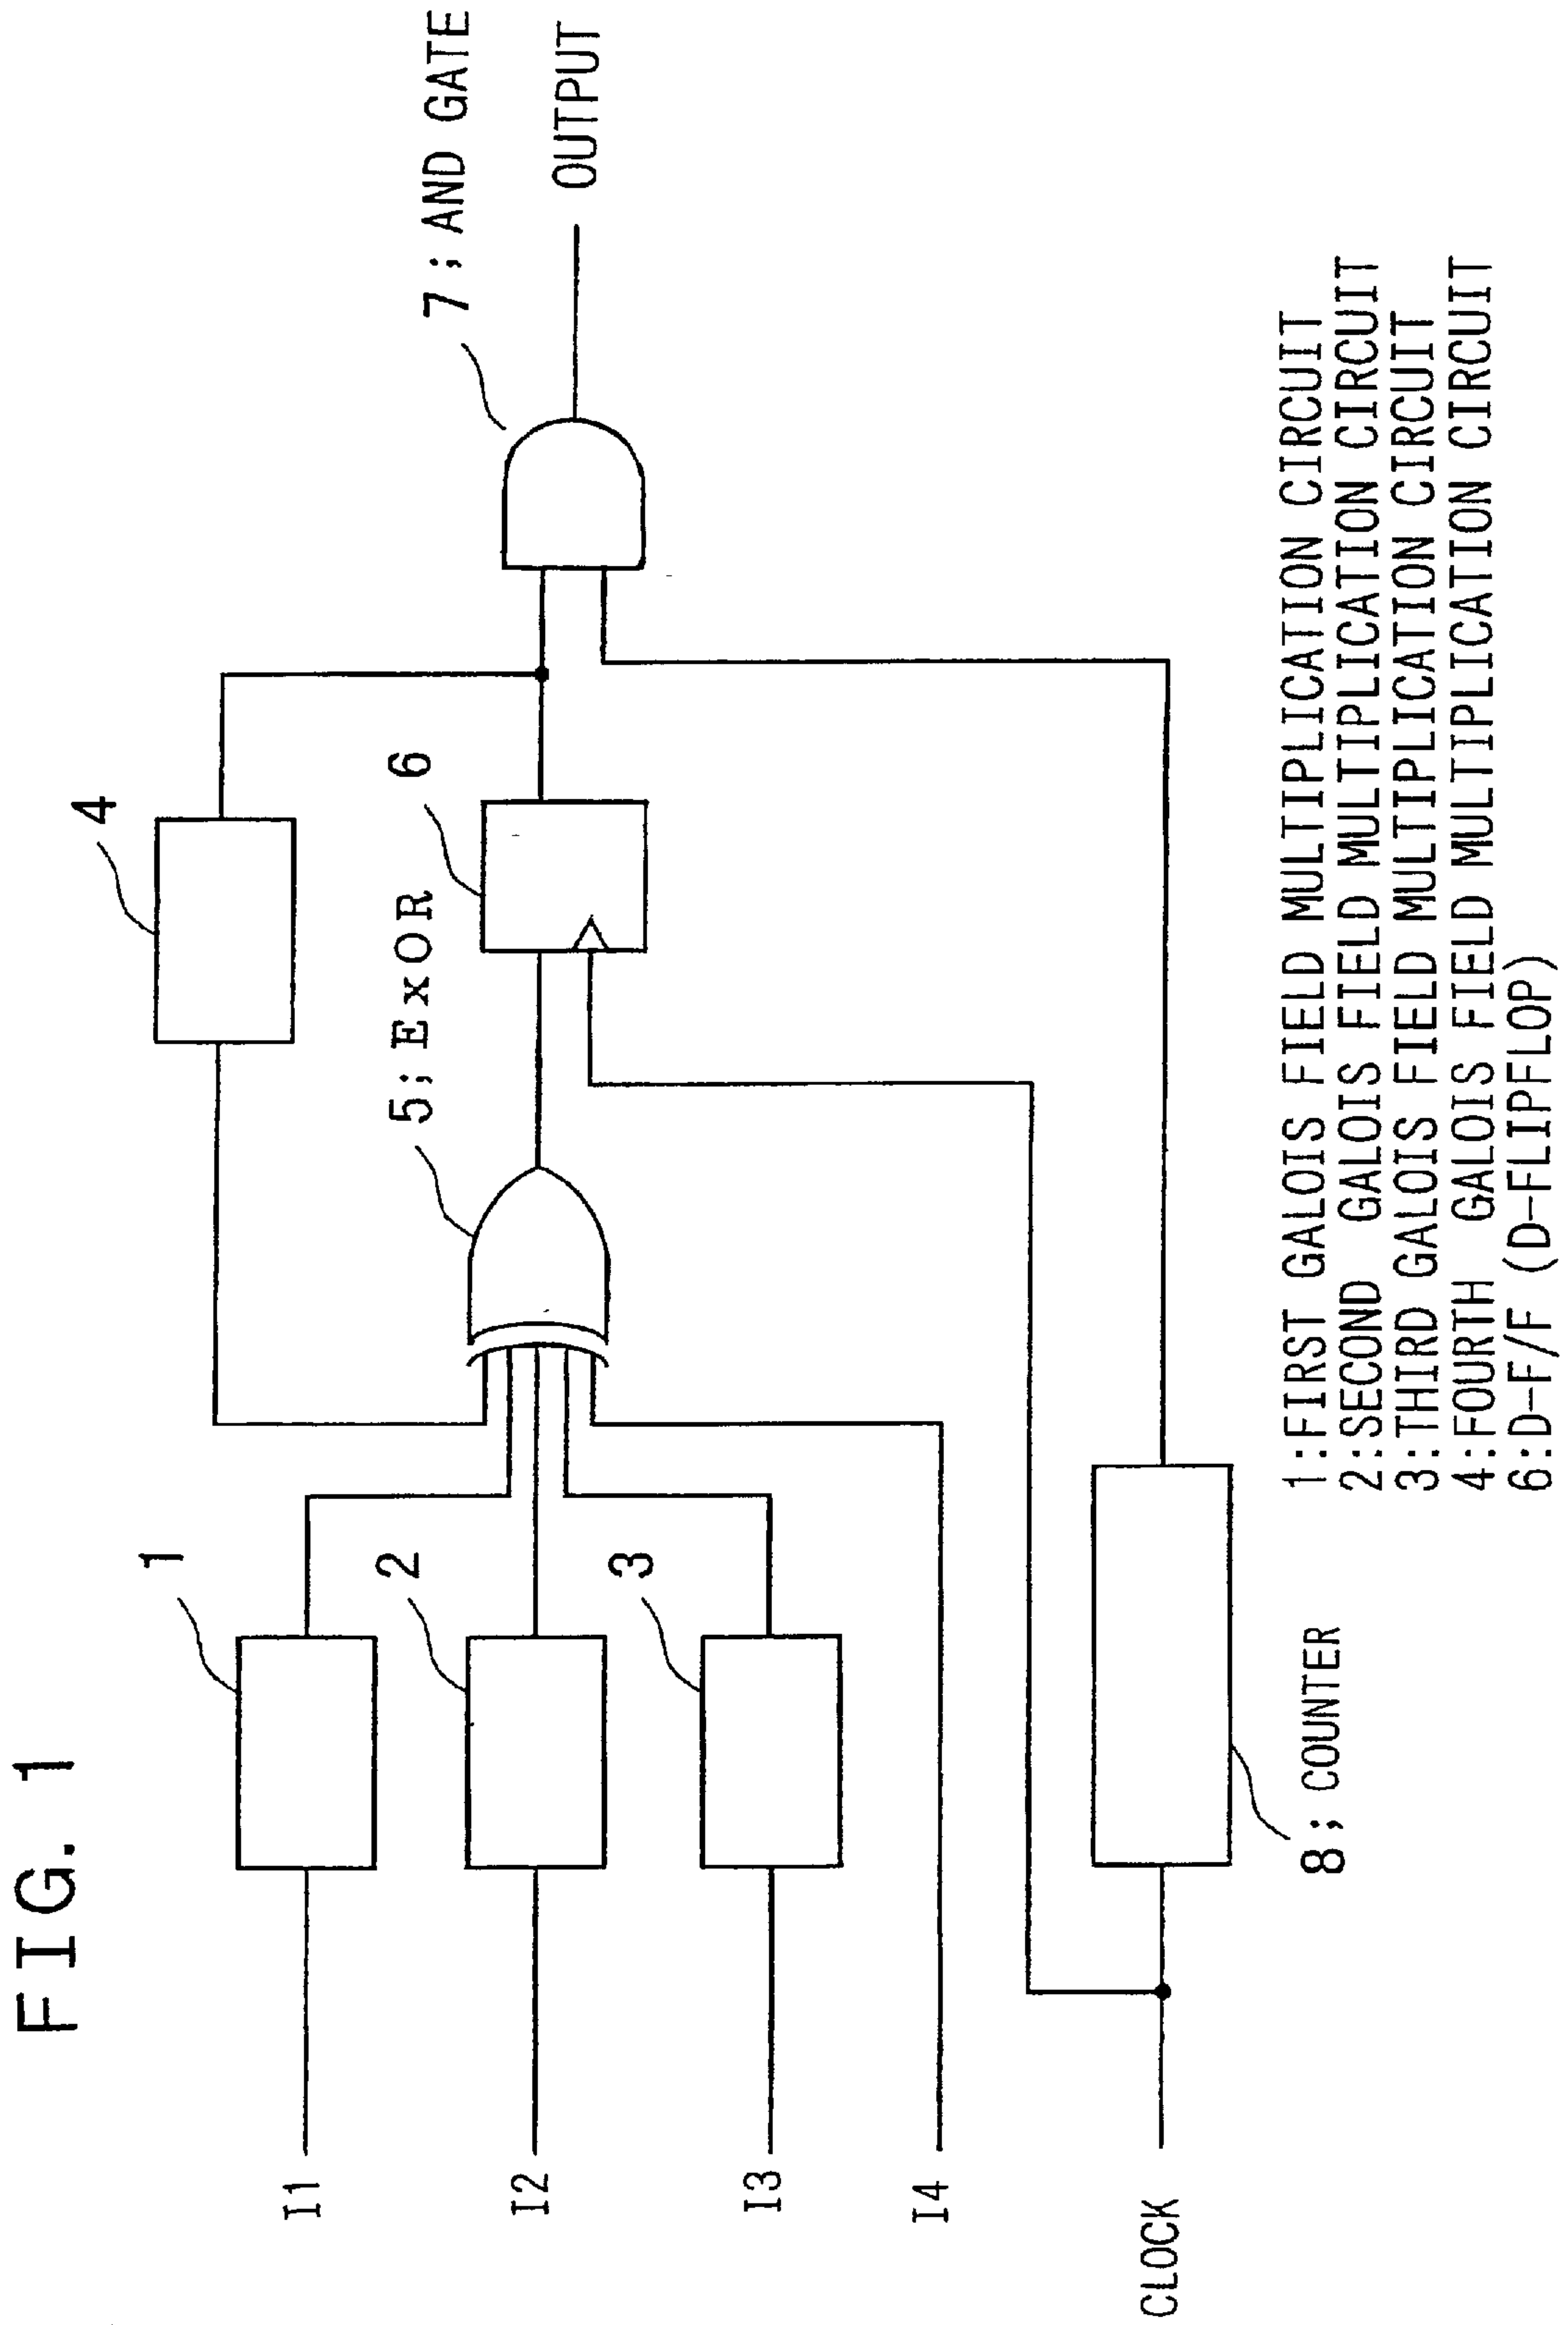 FIG. 1
4
7; AND GATE
1
5; ExOR
6
OUTPUT
I1
2
I2
3
I3
I4
CLOCK
8; COUNTER
1:FIRST GALOIS FIELD MULTIPLICATION CIRCUIT
2:SECOND GALOIS FIELD MULTIPLICATION CIRCUIT
3:THIRD GALOIS FIELD MULTIPLICATION CIRCUIT
4:FOURTH GALOIS FIELD MULTIPLICATION CIRCUIT
6:D-F/F (D-FLIPFLOP)